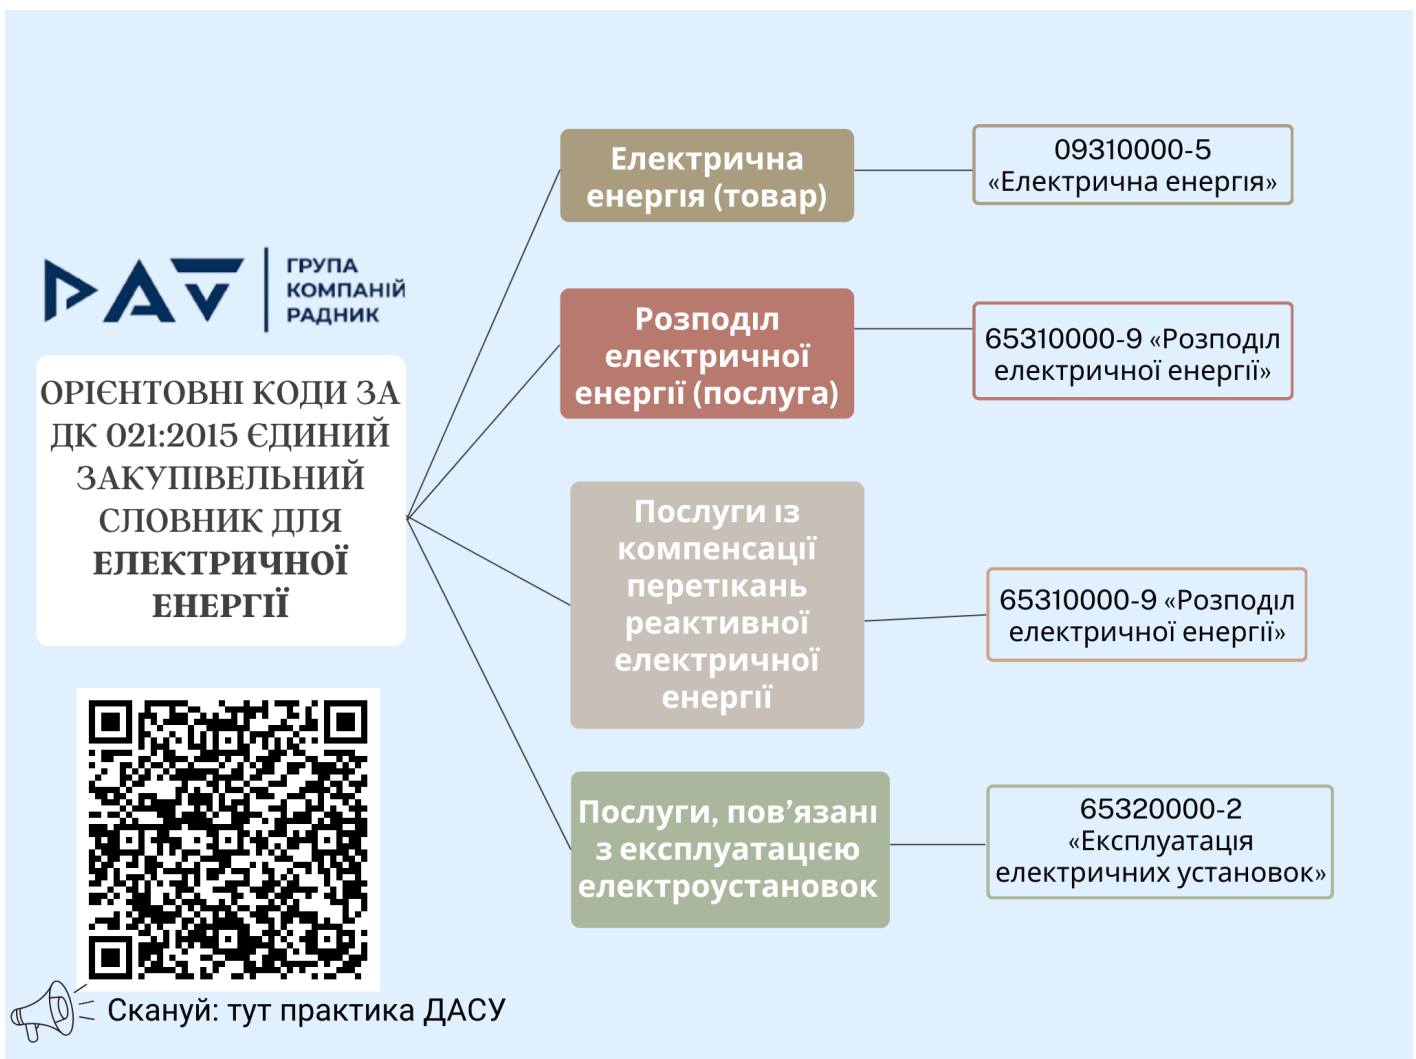 ГРУПА
КОМПАНІЙ
РАДНИК
ОРІЄНТОВНІ КОДИ ЗА
ДК 021:2015 ЄДИНИЙ
ЗАКУПІВЕЛЬНИЙ
СЛОВНИК ДЛЯ
ЕЛЕКТРИЧНОЇ
ЕНЕРГІЇ
Скануй: тут практика ДАСУ
Електрична
енергія (товар)
09310000-5
«Електрична енергія»
Розподіл
електричної
енергії (послуга)
65310000-9 «Розподіл
електричної енергії»
Послуги із
компенсації
перетікань
реактивної
електричної
енергії
65310000-9 «Розподіл
електричної енергії»
Послуги, пов’язані
з експлуатацією
електроустановок
65320000-2
«Експлуатація
електричних установок»